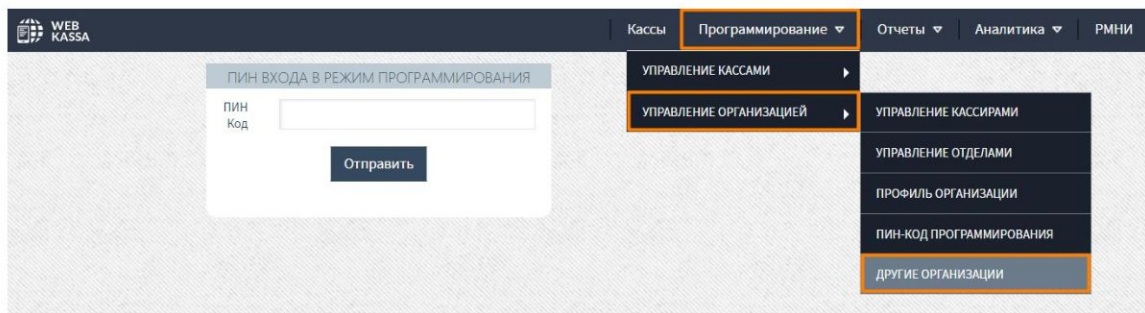 WEB
KASSA
Кассы Программирование Отчеты Аналитика РМНИ
ПИН ВХОДА В РЕЖИМ ПРОГРАММИРОВАНИЯ
ПИН
Код
Отправить
УПРАВЛЕНИЕ КАССАМИ
УПРАВЛЕНИЕ ОРГАНИЗАЦИЕЙ
УПРАВЛЕНИЕ КАССИРАМИ
УПРАВЛЕНИЕ ОТДЕЛАМИ
ПРОФИЛЬ ОРГАНИЗАЦИИ
ПИН-КОД ПРОГРАММИРОВАНИЯ
ДРУГИЕ ОРГАНИЗАЦИИ